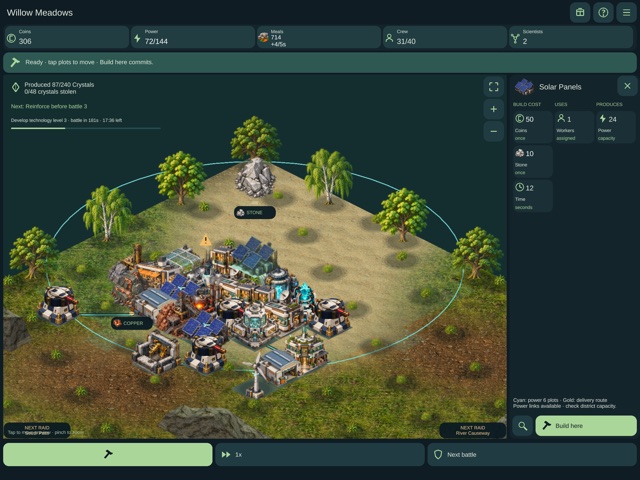 Willow Meadows
Coins
306
Power
72/144
Meals
714
+4/5s
Crew
31/40
Scientists
2
Ready · tap plots to move · Build here commits.
Produced 87/240 Crystals
0/48 crystals stolen
Next: Reinforce before battle 3
Develop technology level 3 · battle in 181s · 17:36 left
STONE
COPPER
NEXT RAID
NEXT RAID
River Causeway
Solar Panels
BUILD COST
USES
PRODUCES
50
Coins
once
1
Workers
assigned
24
Power
capacity
10
Stone
once
12
Time
seconds
Cyan: power 6 plots · Gold: delivery route
Power links available · check district capacity.
Build here
1x
Next battle